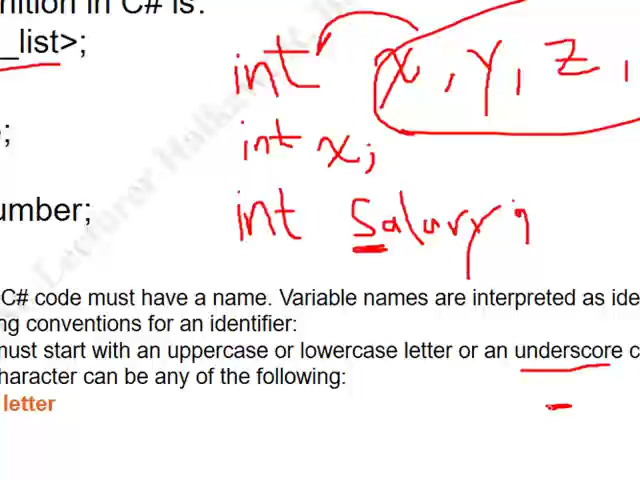 nition in C# is:
_list>;
int x, y, z,
int x;
;
umber;
int Salary;
C# code must have a name. Variable names are interpreted as ide
ng conventions for an identifier:
must start with an uppercase or lowercase letter or an underscore c
haracter can be any of the following:
letter